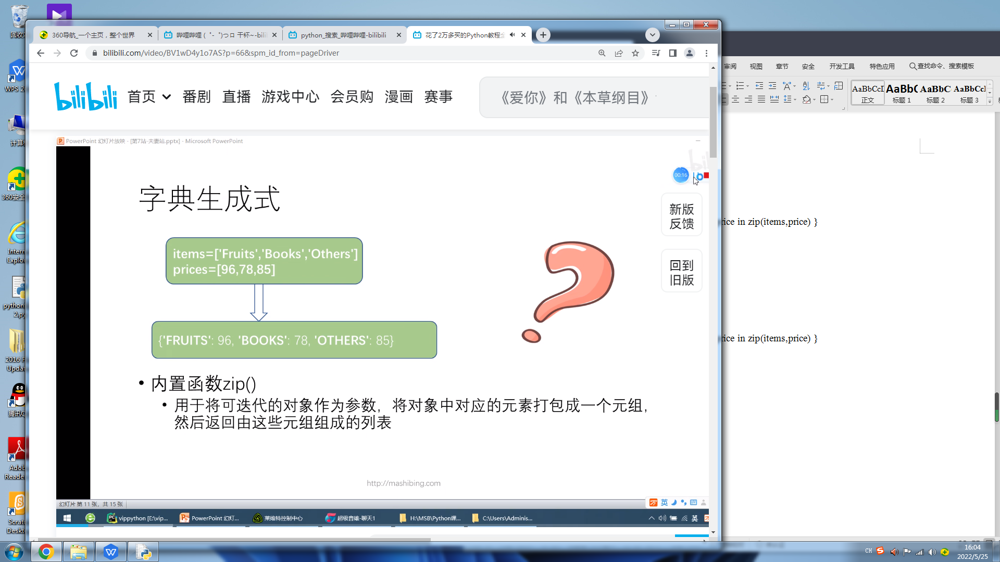 回收
360导航_一个主页，整个世界
哔哩哔哩 (゜-゜)つロ 干杯~-bili
python_搜索_哔哩哔哩-bilibili
花了2万多买的Python教程全
bilibili.com/video/BV1wD4y1o7AS?p=66&spm_id_from=pageDriver
审阅 视图 章节 安全 开发工具 特色应用 查找命令、搜索模板
AaBbCcD AaBb( AaBbC AaBbCcI
正文 标题 1 标题 2 标题 3
bilibili 首页 番剧 直播 游戏中心 会员购 漫画 赛事
《爱你》和《本草纲目》
WPS 20
计算机
360安全
Intern
Explor
python
2.py
2016 F
Updat
腾讯Q
Adob
Reade
Scrat
Deskt
PowerPoint 幻灯片放映 - [第7站-夫妻站.pptx] - Microsoft PowerPoint
00:16
字典生成式
items=['Fruits','Books','Others']
prices=[96,78,85]
{'FRUITS': 96, 'BOOKS': 78, 'OTHERS': 85}
• 内置函数zip()
• 用于将可迭代的对象作为参数，将对象中对应的元素打包成一个元组，
然后返回由这些元组组成的列表
http://mashibing.com
新版
反馈
回到
旧版
rice in zip(items,price) }
rice in zip(items,price) }
幻灯片 第 11 张，共 15 张
英
vippython [E:\vip...
PowerPoint 幻灯...
莱维特控制中心
超级音雄-聊天1
H:\MSB\Python课...
C:\Users\Adminis...
英
CH
16:04
2022/5/25